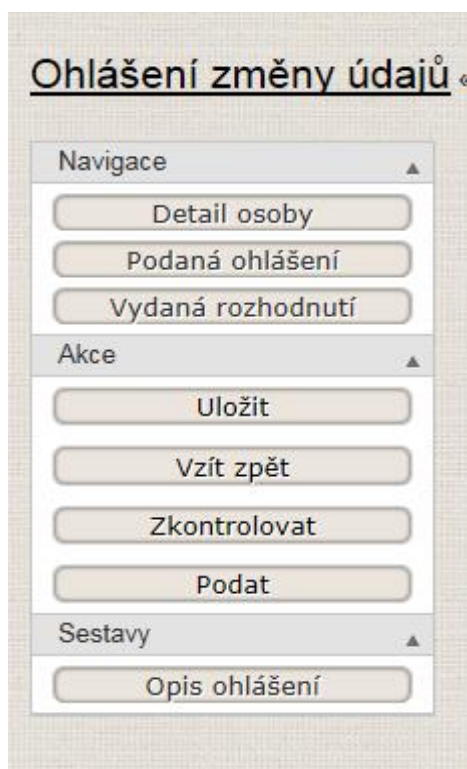 Ohlášení změny údajů «
Navigace
Detail osoby
Podaná ohlášení
Vydaná rozhodnutí
Akce
Uložit
Vzít zpět
Zkontrolovat
Podat
Sestavy
Opis ohlášení